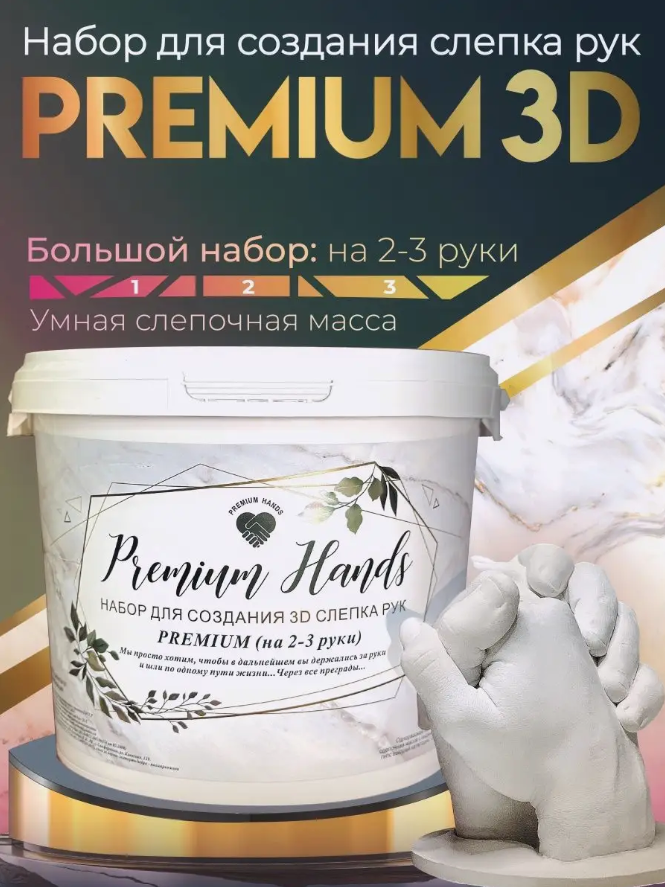 Набор для создания слепка рук
PREMIUM 3D
Большой набор: на 2-3 руки
1 2 3
Умная слепочная масса
PREMIUM HANDS
Premium Hands
НАБОР ДЛЯ СОЗДАНИЯ 3D СЛЕПКА РУК
PREMIUM (на 2-3 руки)
Мы просто хотим, чтобы в дальнейшем вы держались за руки
и шли по одному пути жизни...Через все преграды...